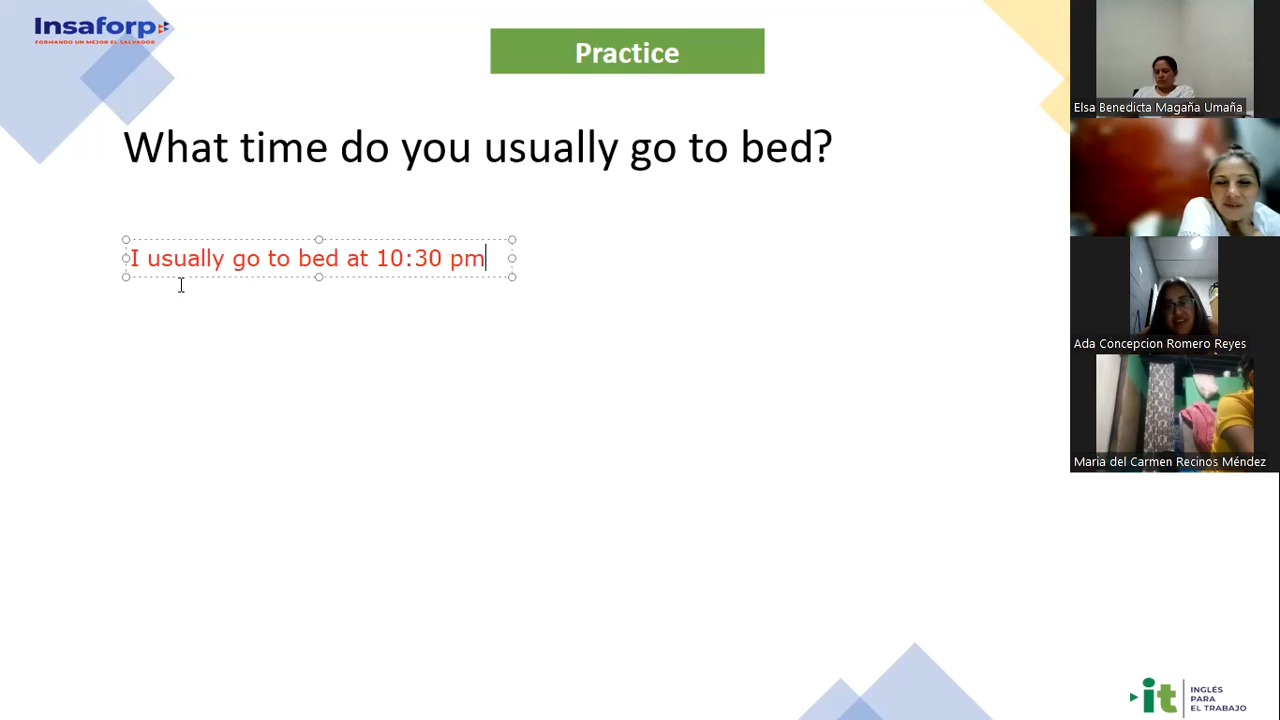 Insaforp
FORMANDO UN MEJOR EL SALVADOR
Practice
What time do you usually go to bed?
I usually go to bed at 10:30 pm
Elsa Benedicta Magaña Umaña
Ada Concepcion Romero Reyes
Maria del Carmen Recinos Méndez
it
INGLÉS
PARA
EL TRABAJO